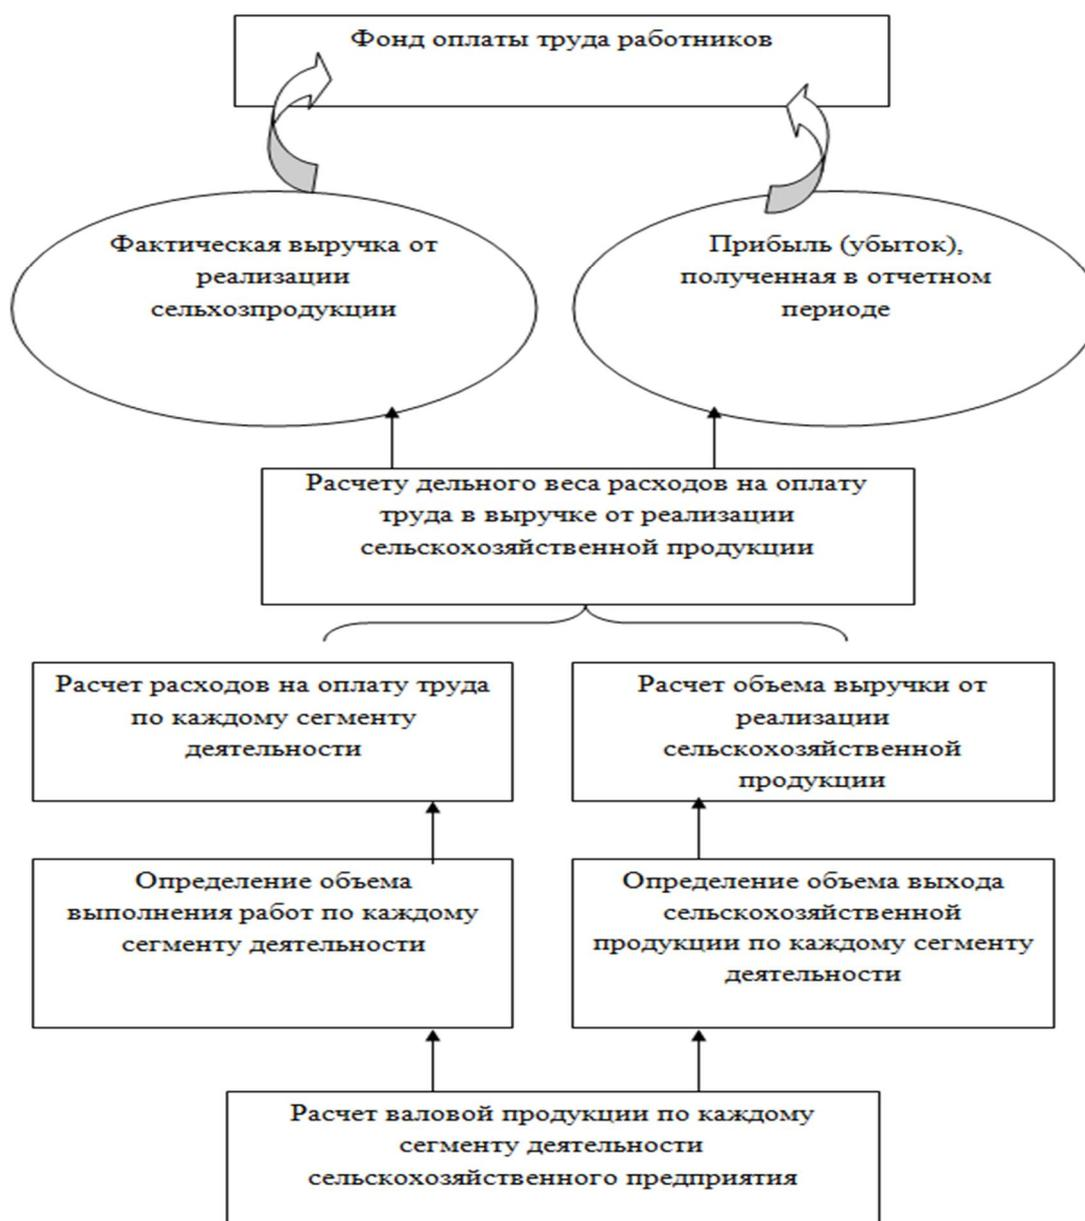 Фонд оплаты труда работников
Фактическая выручка от
реализации
сельхозпродукции
Прибыль (убыток),
полученная в отчетном
периоде
Расчету дельного веса расходов на оплату
труда в выручке от реализации
сельскохозяйственной продукции
Расчет расходов на оплату труда
по каждому сегменту
деятельности
Расчет объема выручки от
реализации
сельскохозяйственной
продукции
Определение объема
выполнения работ по каждому
сегменту деятельности
Определение объема выхода
сельскохозяйственной
продукции по каждому сегменту
деятельности
Расчет валовой продукции по каждому
сегменту деятельности
сельскохозяйственного предприятия